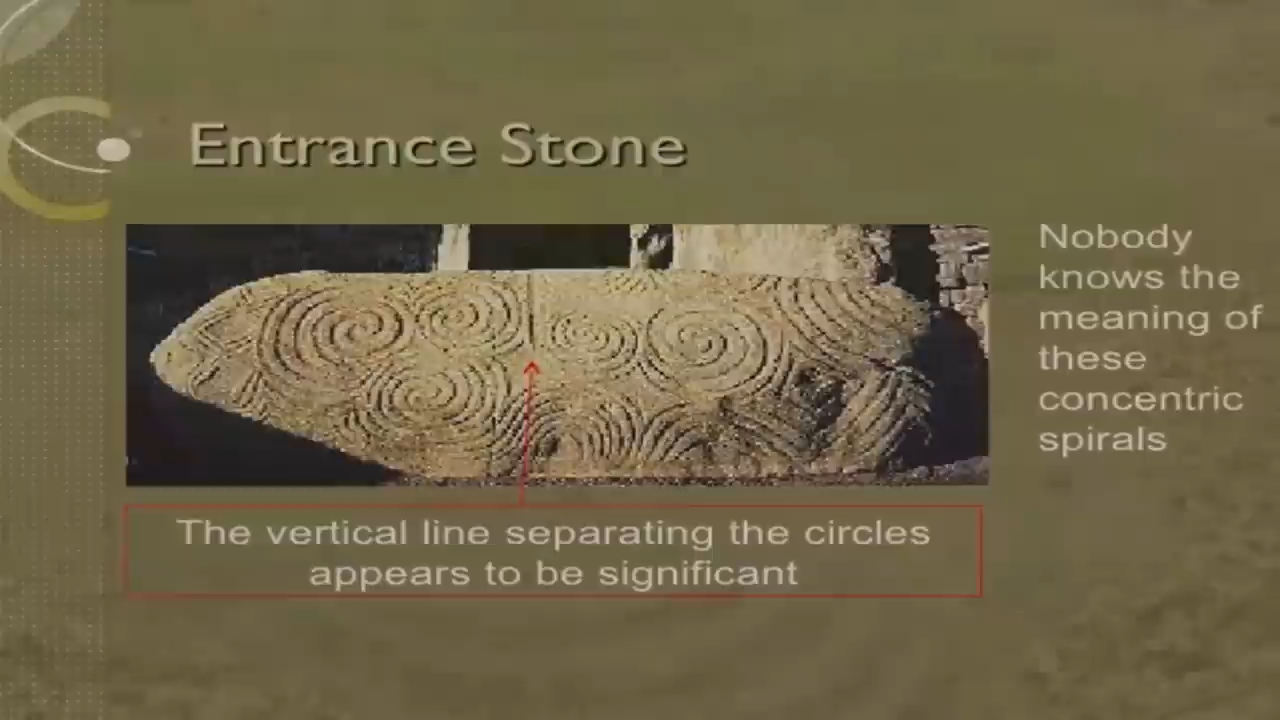 Entrance Stone
Nobody
knows the
meaning of
these
concentric
spirals
The vertical line separating the circles
appears to be significant